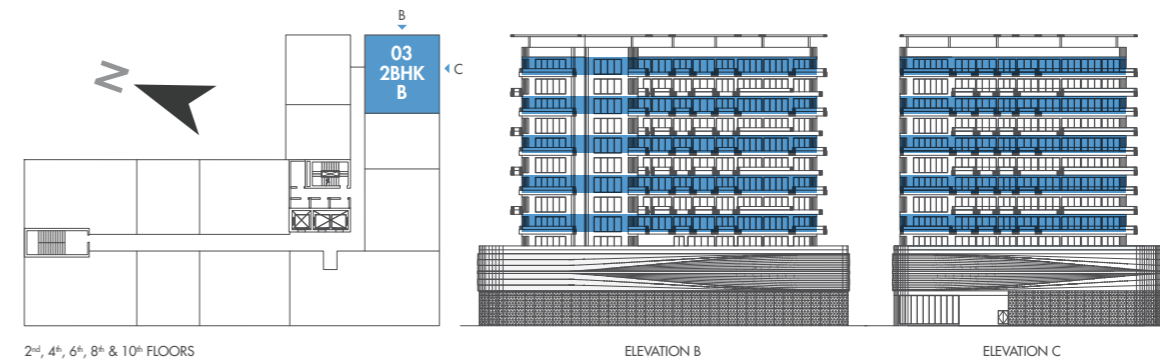 B
03
2BHK
B
C
N
2nd, 4th, 6th, 8th & 10th FLOORS
ELEVATION B
ELEVATION C